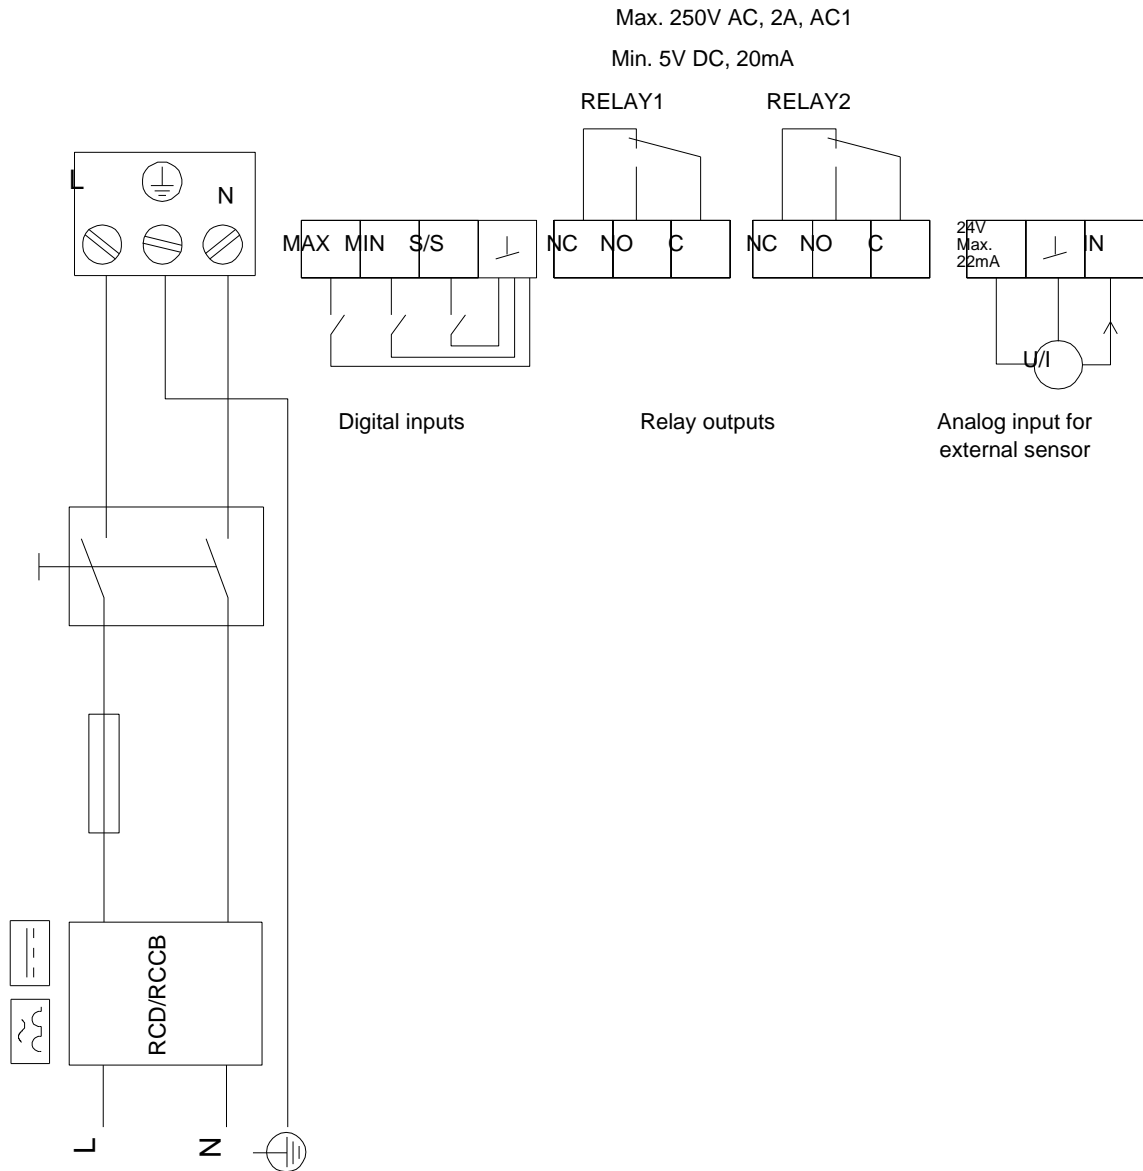 Max. 250V AC, 2A, AC1
Min. 5V DC, 20mA
RELAY1
RELAY2
L
N
MAX
MIN
S/S
NC
NO
C
NC
NO
C
24V
Max.
22mA
IN
U/I
Digital inputs
Relay outputs
Analog input for
external sensor
RCD/RCCB
L
N